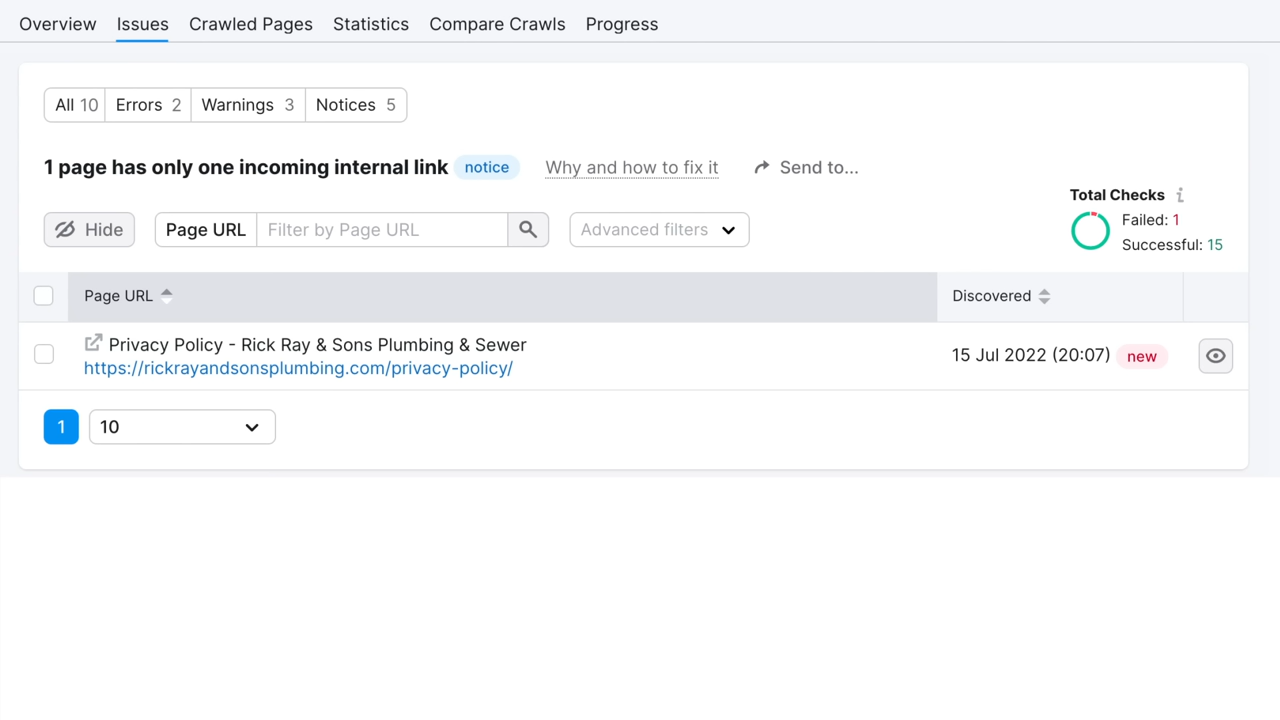 Overview Issues Crawled Pages Statistics Compare Crawls Progress
All 10 Errors 2 Warnings 3 Notices 5
1 page has only one incoming internal link notice Why and how to fix it Send to...
Total Checks
Failed: 1
Successful: 15
Hide Page URL Filter by Page URL Advanced filters
Page URL Discovered
Privacy Policy - Rick Ray & Sons Plumbing & Sewer
https://rickrayandsonsplumbing.com/privacy-policy/
15 Jul 2022 (20:07) new
1 10